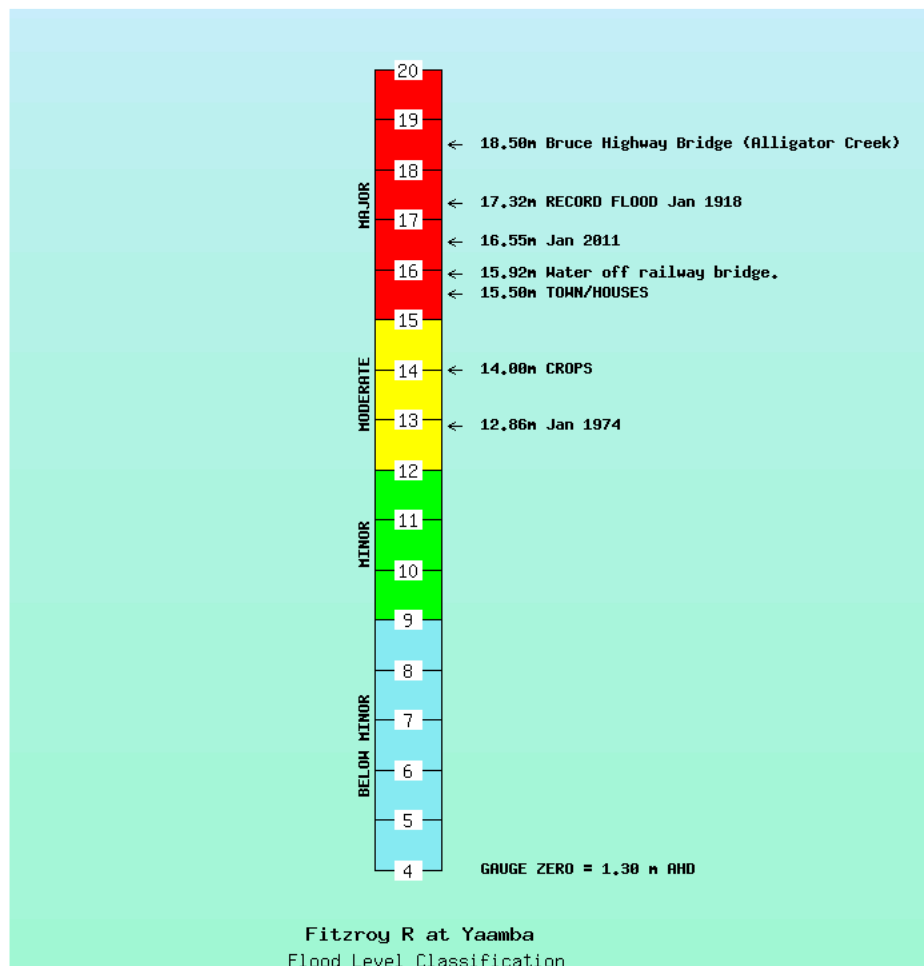 20
19
18.50m Bruce Highway Bridge (Alligator Creek)
18
MAJOR
17.32m RECORD FLOOD Jan 1918
17
16.55m Jan 2011
16
15.92m Water off railway bridge.
15.50m TOWN/HOUSES
15
MODERATE
14
14.00m CROPS
13
12.86m Jan 1974
12
11
MINOR
10
9
8
BELOW MINOR
7
6
5
4
GAUGE ZERO = 1.30 m AHD
Fitzroy R at Yaamba
Flood Level Classification